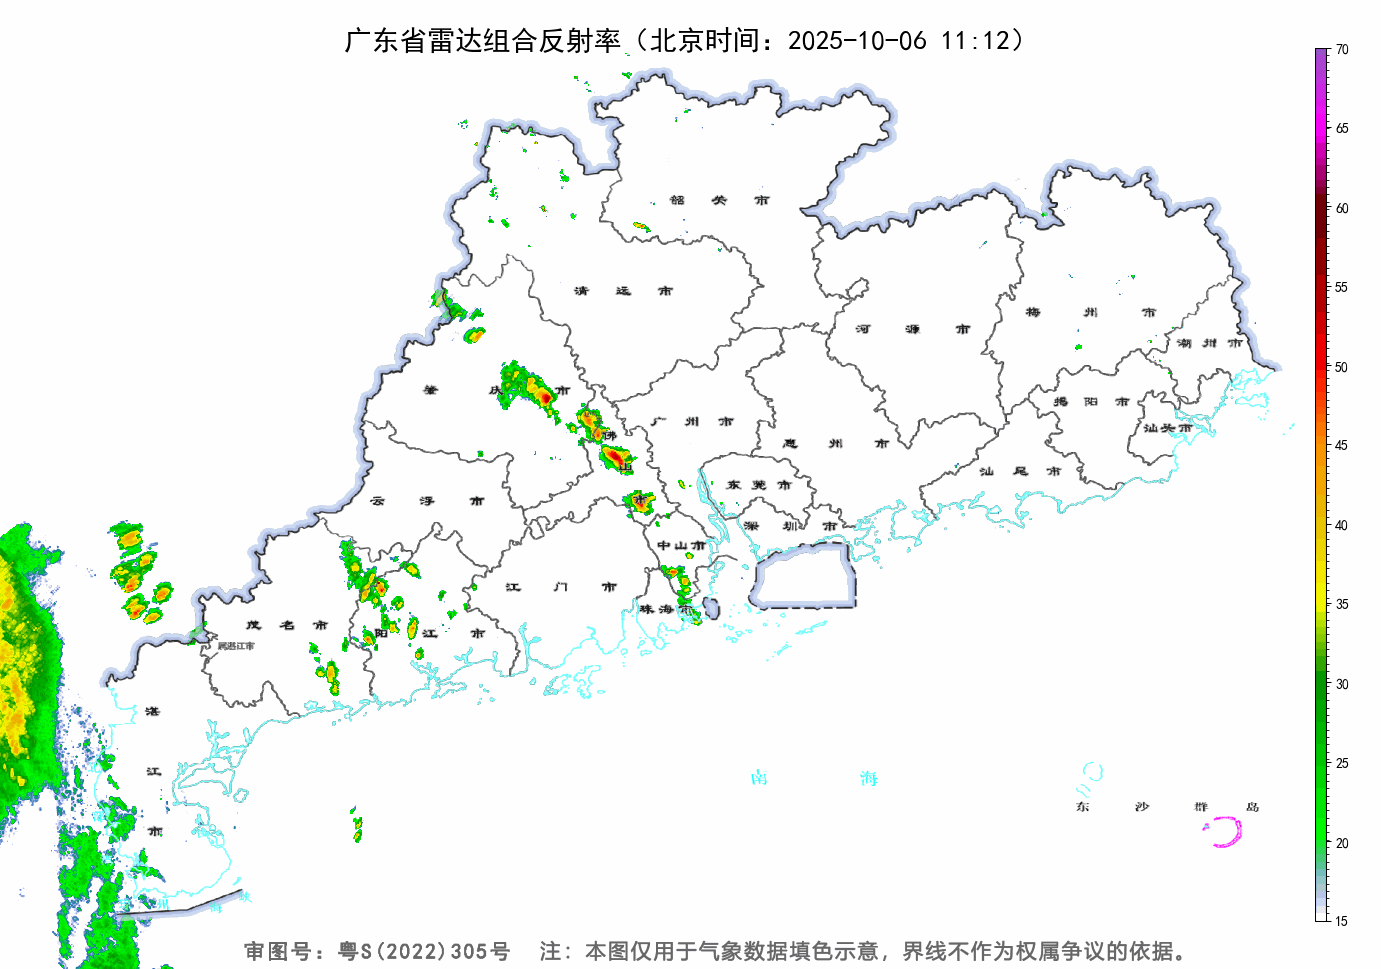 广东省雷达组合反射率（北京时间：2025-10-06 11:12）
70
65
60
55
50
45
40
35
30
25
20
15
韶关市
清远市
河源市
梅州市
潮州市
肇庆市
广州市
揭阳市
汕头市
佛山市
惠州市
汕尾市
云浮市
东莞市
深圳市
中山市
江门市
珠海市
茂名市
阳江市
属湛江市
湛江市
南海
东沙群岛
州海峡
审图号：粤S(2022)305号 注：本图仅用于气象数据填色示意，界线不作为权属争议的依据。